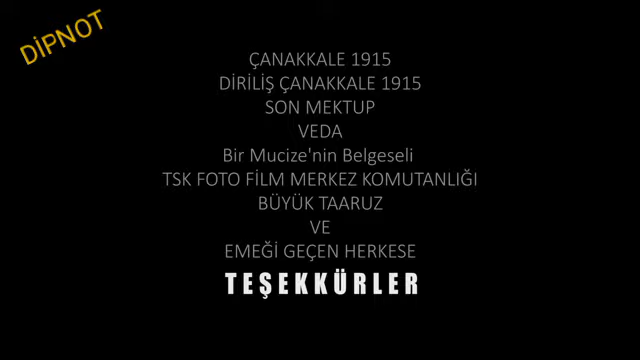 DİPNOT
ÇANAKKALE 1915
DİRİLİŞ ÇANAKKALE 1915
SON MEKTUP
VEDA
Bir Mucize'nin Belgeseli
TSK FOTO FİLM MERKEZ KOMUTANLIĞI
BÜYÜK TAARUZ
VE
EMEĞİ GEÇEN HERKESE
TEŞEKKÜRLER